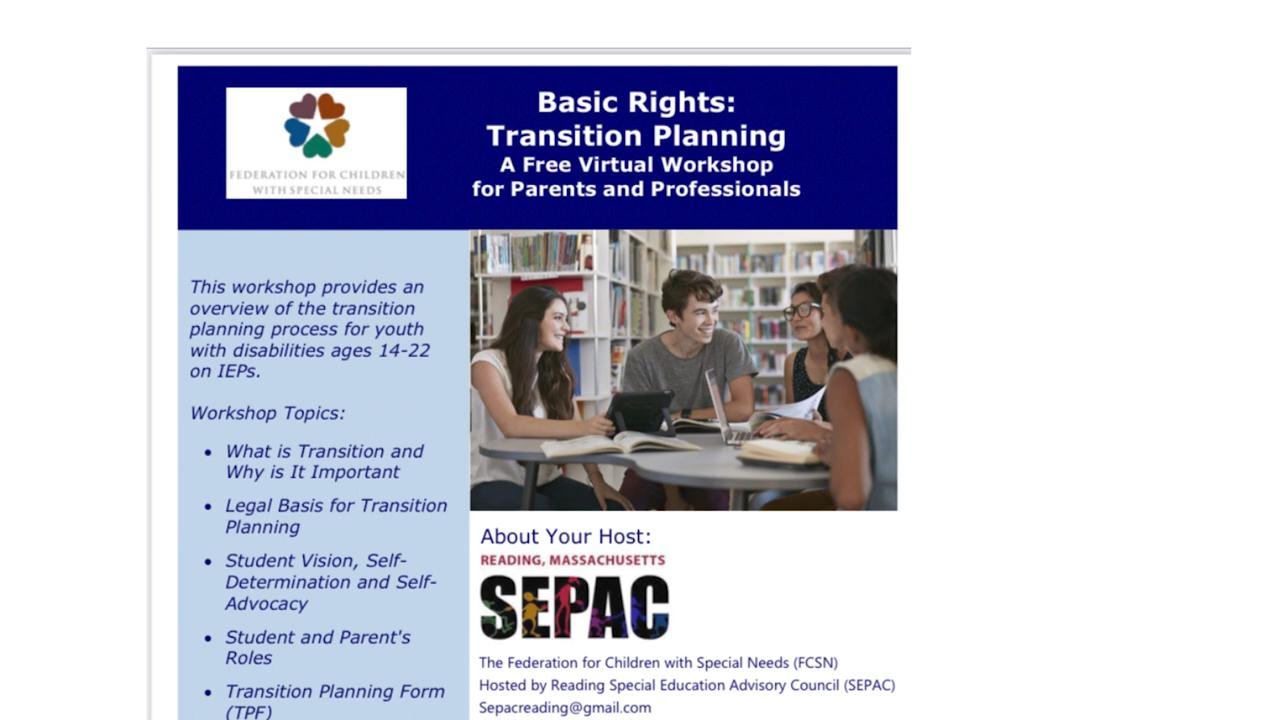 FEDERATION FOR CHILDREN
WITH SPECIAL NEEDS
Basic Rights:
Transition Planning
A Free Virtual Workshop
for Parents and Professionals
This workshop provides an
overview of the transition
planning process for youth
with disabilities ages 14-22
on IEPs.
Workshop Topics:
• What is Transition and
Why is It Important
• Legal Basis for Transition
Planning
• Student Vision, Self-
Determination and Self-
Advocacy
• Student and Parent's
Roles
• Transition Planning Form
(TPF)
About Your Host:
READING, MASSACHUSETTS
SEPAC
The Federation for Children with Special Needs (FCSN)
Hosted by Reading Special Education Advisory Council (SEPAC)
Sepacreading@gmail.com